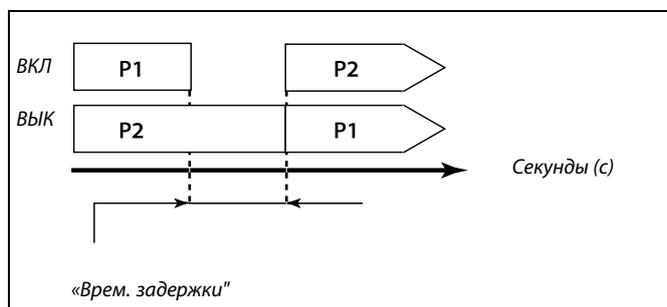 ВКЛ P1 P2
ВЫК P2 P1
Секунды (с)
«Врем. задержки"